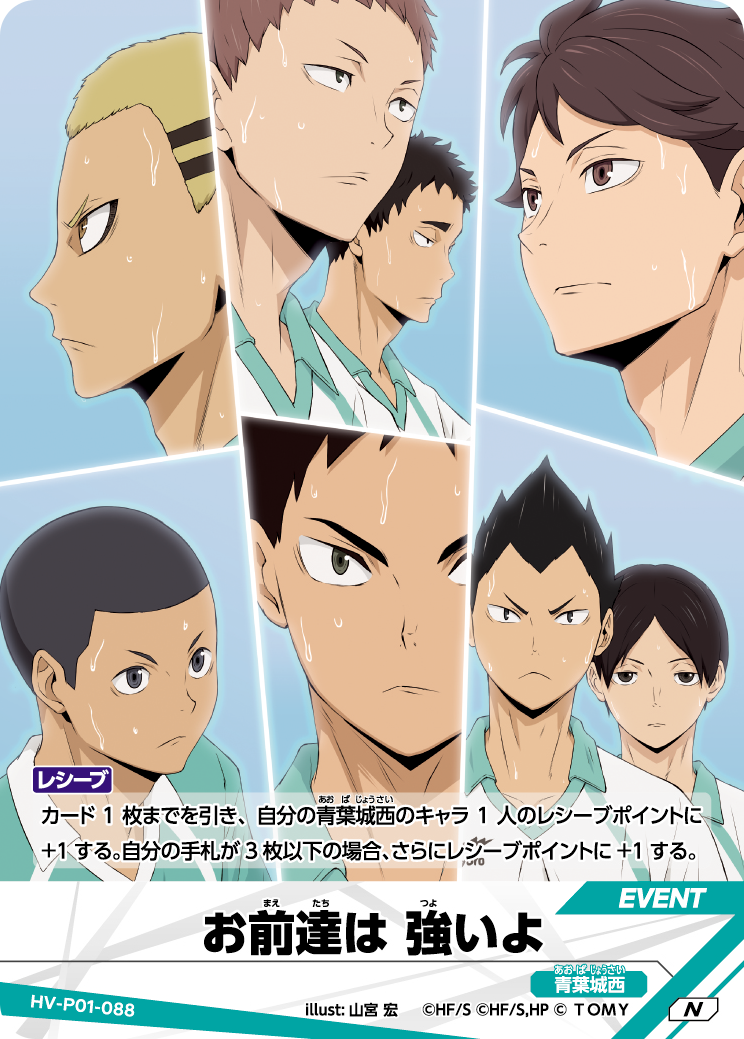 レシーブ
カード 1 枚までを引き、自分の青葉城西のキャラ 1 人のレシーブポイントに
+1 する。自分の手札が 3 枚以下の場合、さらにレシーブポイントに +1 する。
EVENT
お前達は 強いよ
青葉城西
HV-P01-088
illust: 山宮 宏 ©HF/S ©HF/S,HP © TOMY
N